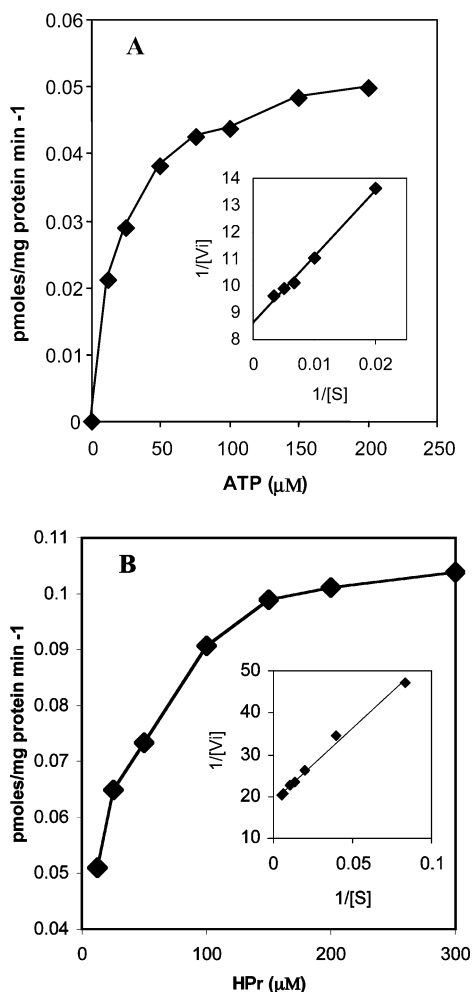 A
0.06
0.05
0.04
0.03
0.02
0.01
0
pmoles/mg protein min -1
0 50 100 150 200 250
ATP (µM)
14
13
12
11
10
9
8
1/[Vi]
0 0.01 0.02
1/[S]
B
0.11
0.1
0.09
0.08
0.07
0.06
0.05
0.04
pmoles/mg protein min -1
0 100 200 300
HPr (µM)
50
40
30
20
10
1/[Vi]
0 0.05 0.1
1/[S]